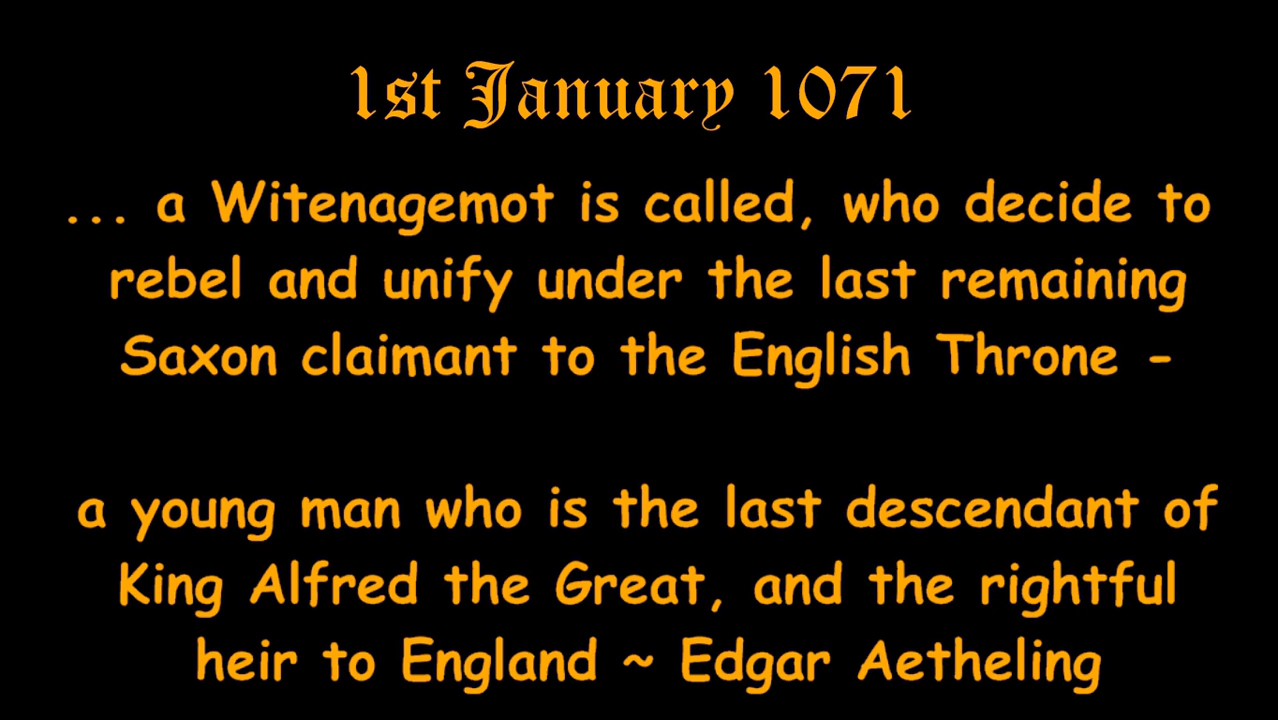 1st January 1071
... a Witenagemot is called, who decide to
rebel and unify under the last remaining
Saxon claimant to the English Throne -
a young man who is the last descendant of
King Alfred the Great, and the rightful
heir to England ~ Edgar Aetheling